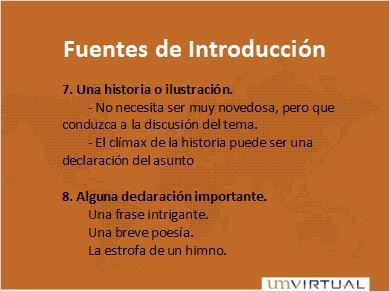 Fuentes de Introducción
7. Una historia o ilustración.
- No necesita ser muy novedosa, pero que
conduzca a la discusión del tema.
- El clímax de la historia puede ser una
declaración del asunto
8. Alguna declaración importante.
Una frase intrigante.
Una breve poesía.
La estrofa de un himno.
umVIRTUAL